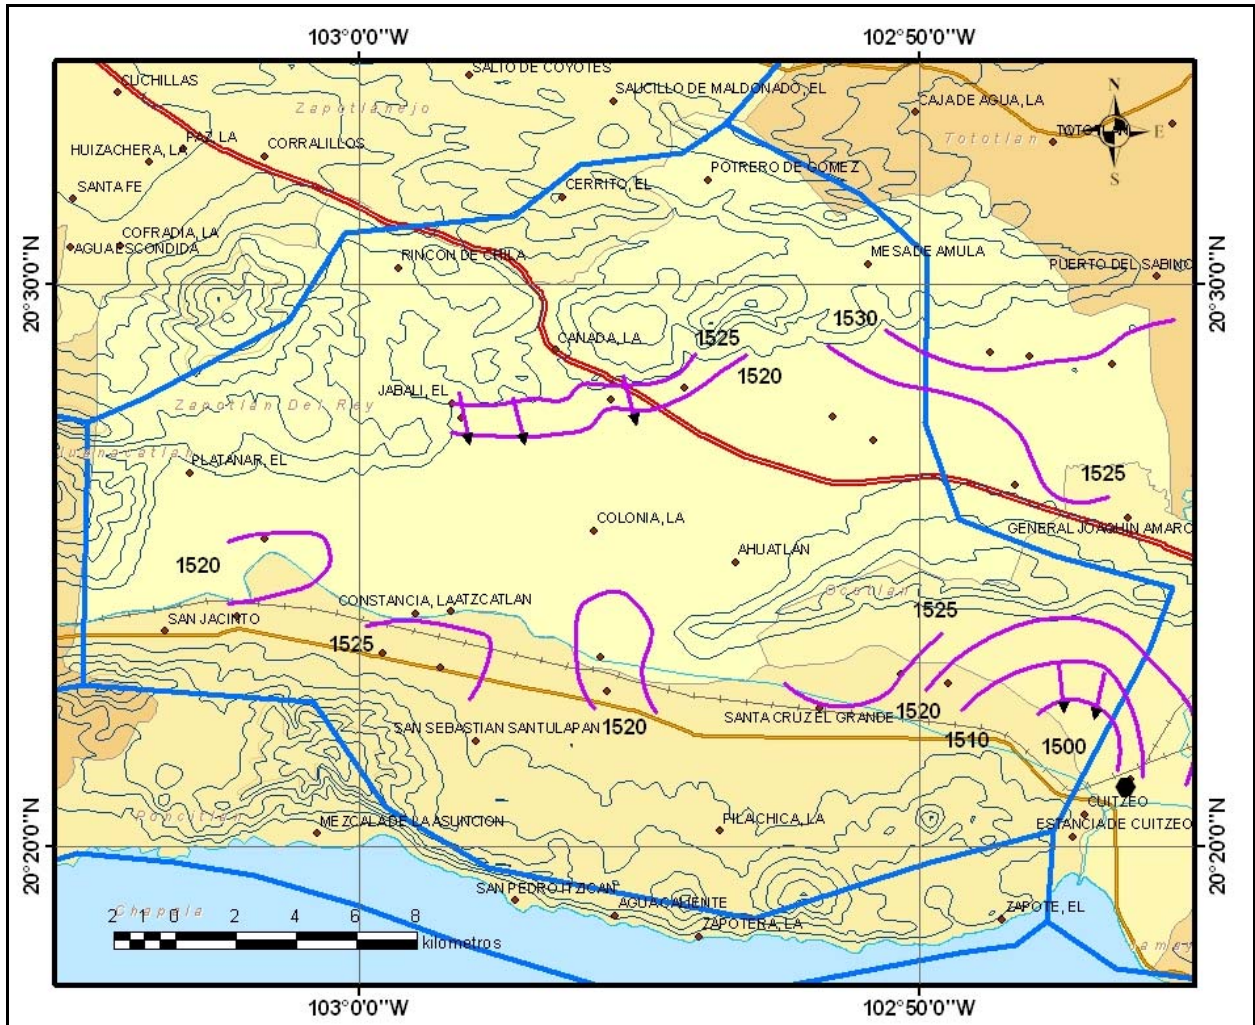 103°0'0"W
102°50'0"W
SALTO DE COYOTES
CUCHILLAS
SAUCILLO DE MALDONADO, EL
Zapotlanejo
CAJA DE AGUA, LA
N
TOTOTLAN
E
Tototlan
S
PAZ, LA
HUIZACHERA, LA
CORRALILLOS
POTRERO DE GOMEZ
SANTA FE
CERRITO, EL
COFRADIA, LA
AGUA ESCONDIDA
RINCON DE CHILA
MESA DE AMULA
PUERTO DEL SABINO
20°30'0"N
20°30'0"N
1530
CAÑADA, LA
1525
1520
JABALI, EL
Zapotlan Del Rey
Juanacatlan
PLATANAR, EL
1525
COLONIA, LA
GENERAL JOAQUIN AMARO
AHUATLAN
1520
Ocotlan
CONSTANCIA, LA
ATZCATLAN
1525
SAN JACINTO
1525
SANTA CRUZ EL GRANDE
1520
SAN SEBASTIAN SANTULAPAN
1520
1510
1500
CUITZEO
Poncitlan
MEZCALA DE LA ASUNCION
PILACHICA, LA
ESTANCIA DE CUITZEO
20°20'0"N
20°20'0"N
SAN PEDRO ITZICAN
AGUA CALIENTE
ZAPOTE, EL
Chapala
2 1 0 2 4 6 8
ZAPOTERA, LA
kilometros
Jamay
103°0'0"W
102°50'0"W